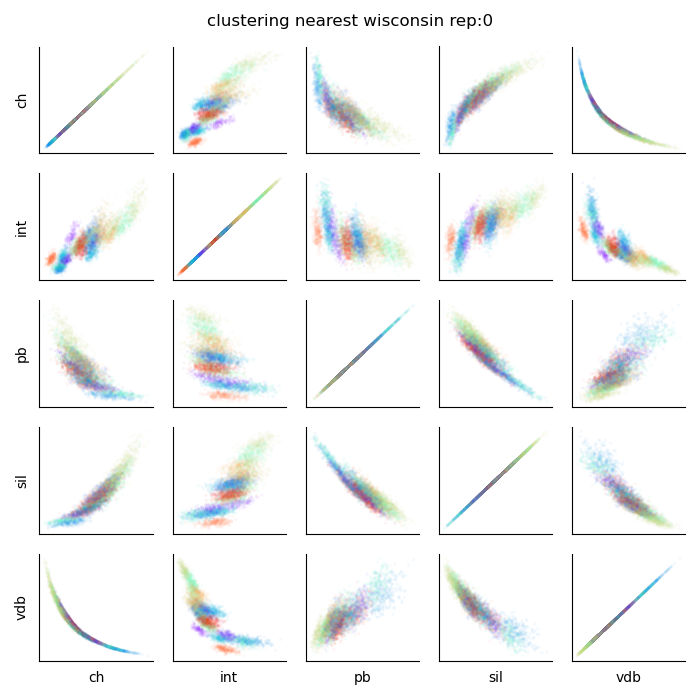 clustering nearest wisconsin rep:0
ch
int
pb
sil
vdb
ch
int
pb
sil
vdb